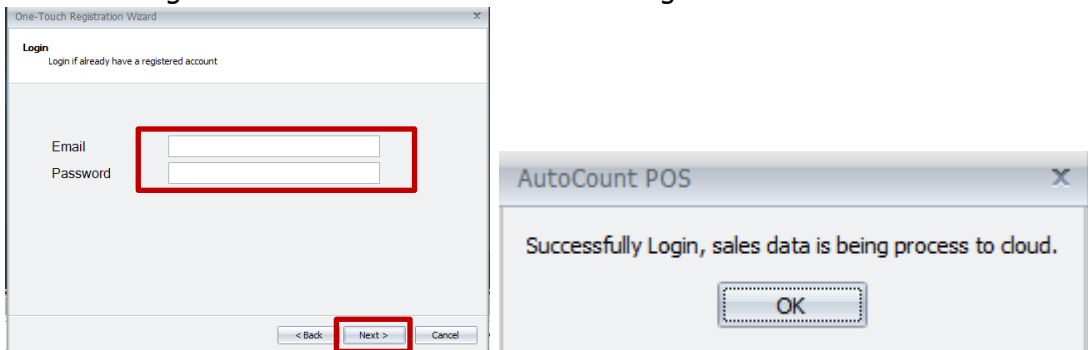 One-Touch Registration Wizard
x
Login
Login if already have a registered account
Email
Password
< Back Next > Cancel
AutoCount POS
x
Successfully Login, sales data is being process to cloud.
OK